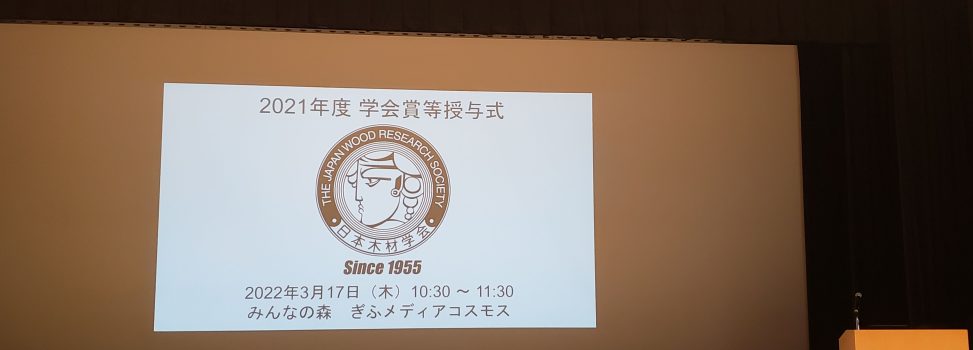 2021年度 学会賞等授与式
THE JAPAN WOOD RESEARCH SOCIETY
日本木材学会
Since 1955
2022年3月17日（木）10:30 ～ 11:30
みんなの森　ぎふメディアコスモス